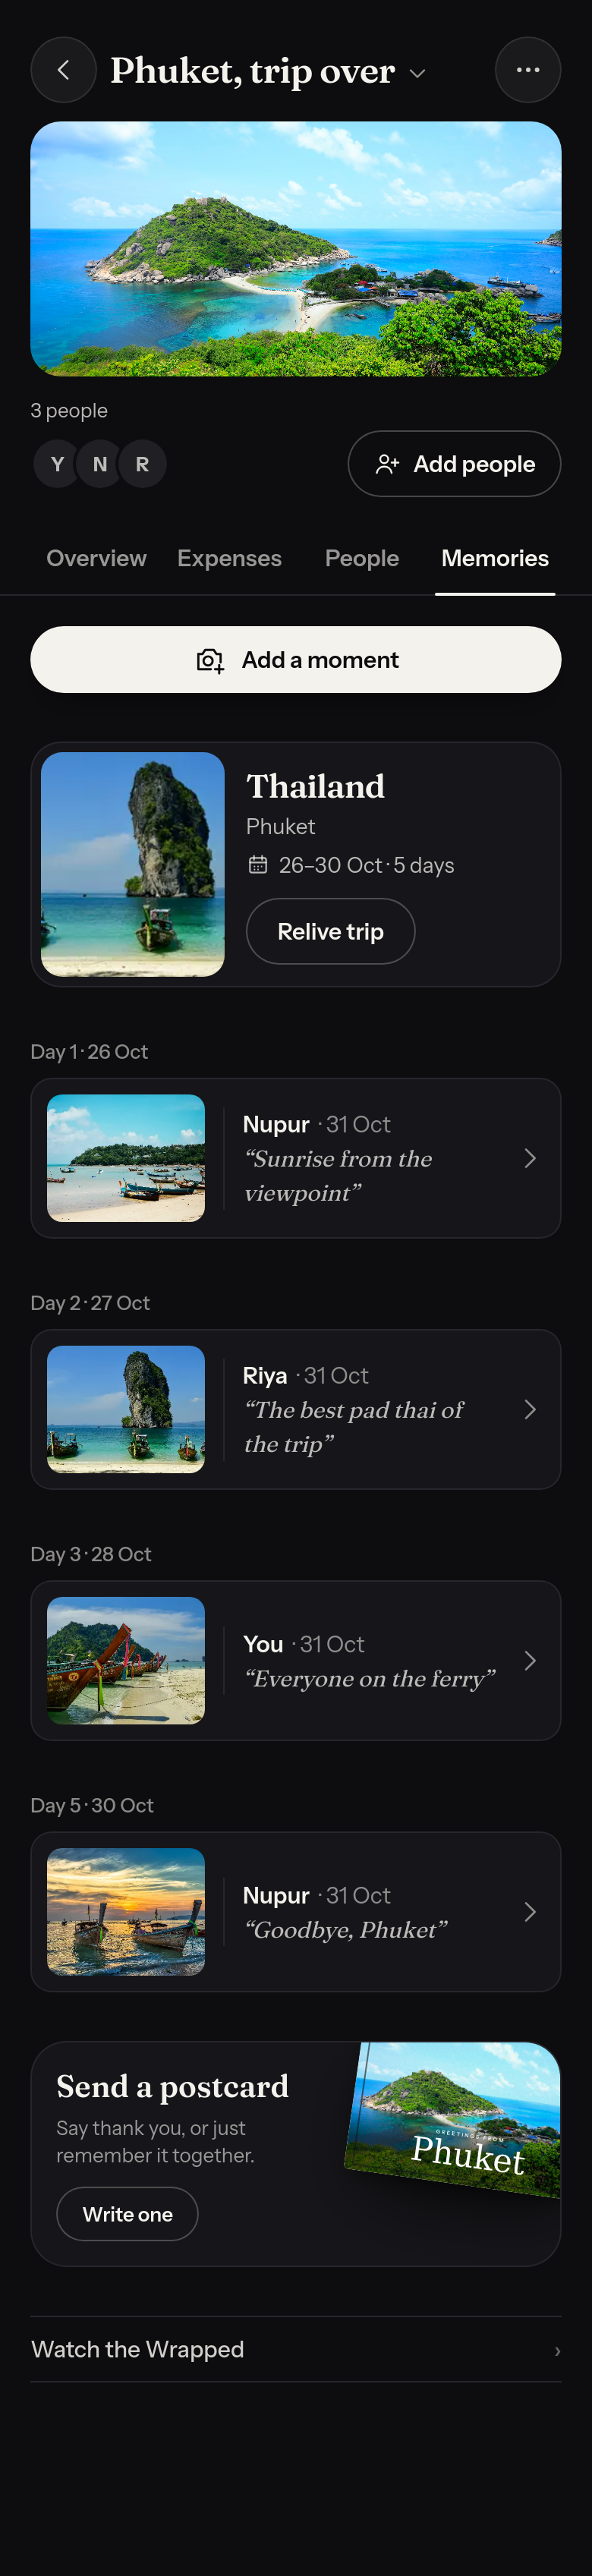 Phuket, trip over
3 people
Y N R
Add people
Overview Expenses People Memories
Add a moment
Thailand
Phuket
26–30 Oct · 5 days
Relive trip
Day 1 · 26 Oct
Nupur · 31 Oct
“Sunrise from the
viewpoint”
Day 2 · 27 Oct
Riya · 31 Oct
“The best pad thai of
the trip”
Day 3 · 28 Oct
You · 31 Oct
“Everyone on the ferry”
Day 5 · 30 Oct
Nupur · 31 Oct
“Goodbye, Phuket”
Send a postcard
Say thank you, or just
remember it together.
Write one
GREETINGS FROM
Phuket
Watch the Wrapped